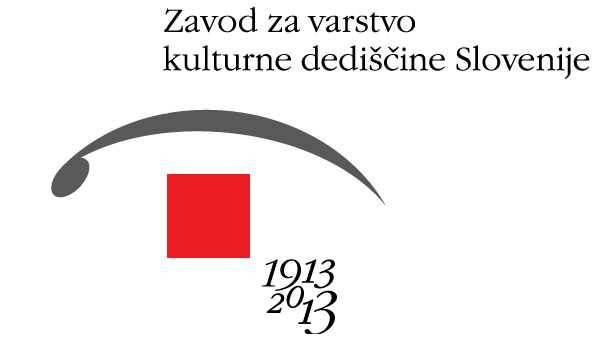 Zavod za varstvo
kulturne dediščine Slovenije
1913
2013